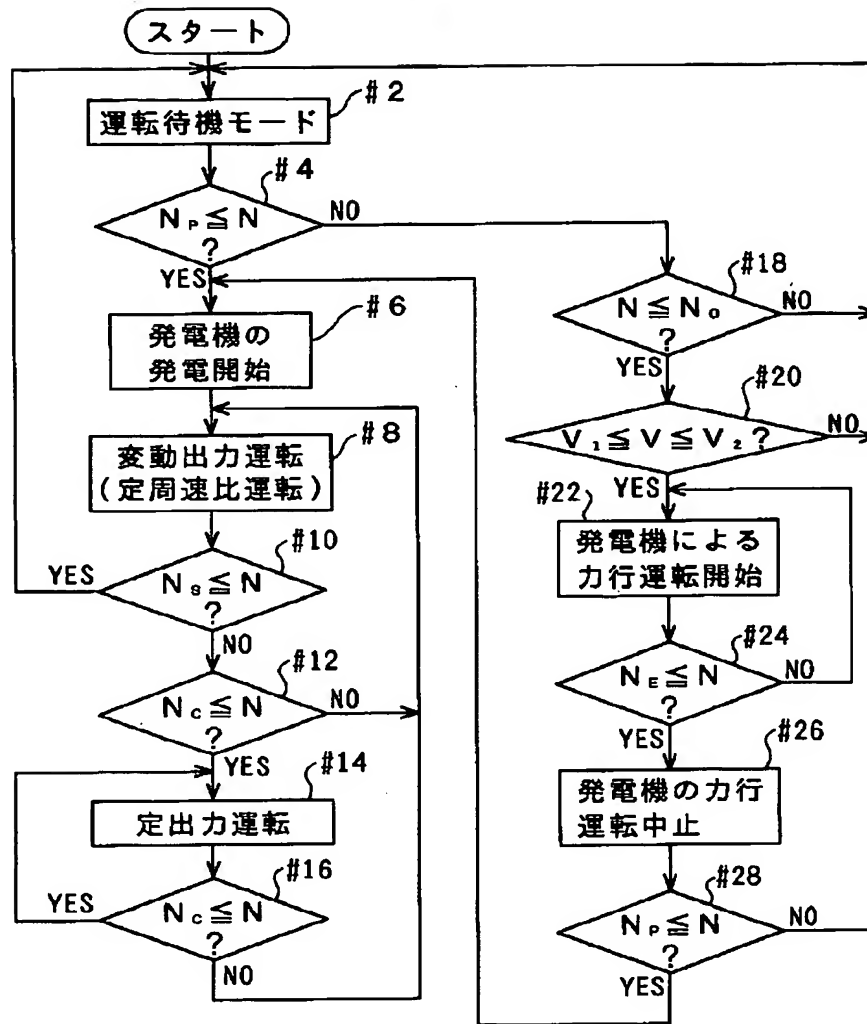 スタート
#2
運転待機モード
#4
NP≦N
?
NO
YES
#6
発電機の
発電開始
#8
変動出力運転
(定周速比運転)
#10
YES
NS≦N
?
NO
#12
NC≦N
?
NO
YES
#14
定出力運転
#16
YES
NC≦N
?
NO
#18
N≦NO
?
NO
YES
#20
V1≦V≦V2?
NO
YES
#22
発電機による
力行運転開始
#24
NE≦N
?
NO
YES
#26
発電機の力行
運転中止
#28
NP≦N
?
NO
YES